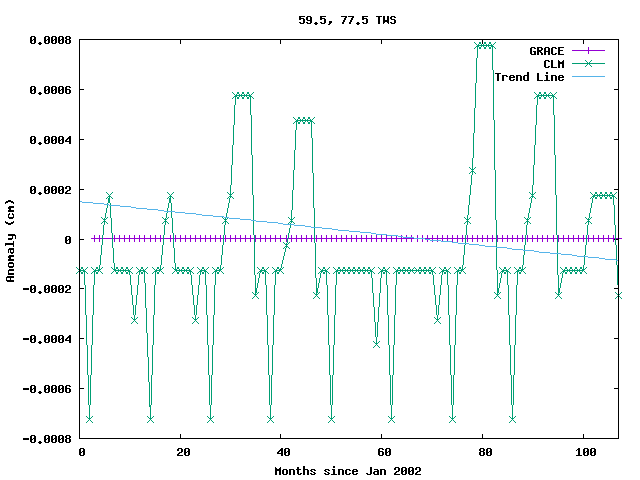 59.5, 77.5 TWS
GRACE
CLM
Trend Line
0.0008
0.0006
0.0004
0.0002
0
-0.0002
-0.0004
-0.0006
-0.0008
Anomaly (cm)
0 20 40 60 80 100
Months since Jan 2002